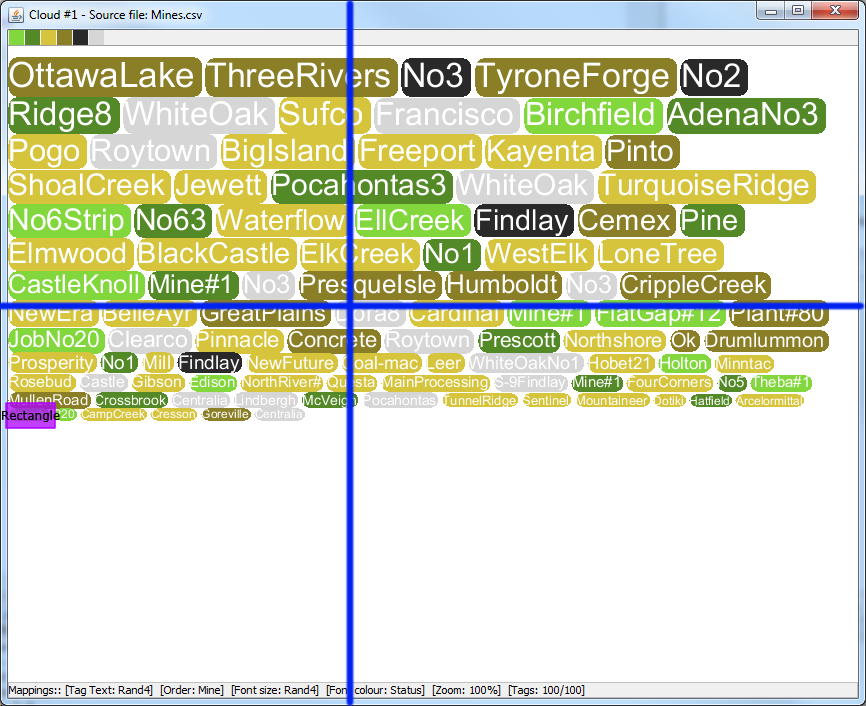 Cloud #1 - Source file: Mines.csv
OttawaLake ThreeRivers No3 TyroneForge No2
Ridge8 WhiteOak Sufco Francisco Birchfield AdenaNo3
Pogo Roytown BigIsland Freeport Kayenta Pinto
ShoalCreek Jewett Pocahontas3 WhiteOak TurquoiseRidge
No6Strip No63 Waterflow EllCreek Findlay Cemex Pine
Elmwood BlackCastle ElkCreek No1 WestElk LoneTree
CastleKnoll Mine#1 No3 PresqueIsle Humboldt No3 CrippleCreek
NewEra BelleAyr GreatPlains Dora8 Cardinal Mine#1 FlatGap#12 Plant#80
JobNo20 Clearco Pinnacle Concrete Roytown Prescott Northshore Ok Drumlummon
Prosperity No1 Mill Findlay NewFuture Coal-mac Leer WhiteOakNo1 Hobet21 Holton Minntac
Rosebud Castle Gibson Edison NorthRiver# Questa MainProcessing S-9Findlay Mine#1 FourCorners No5 Theba#1
MullenRoad Crossbrook Centralia Lindbergh McVeigh Pocahontas TunnelRidge Sentinel Mountaineer Dotiki Hatfield Arcelormittal
Rectangle 20 CampCreek Cresson Goreville Centralia
Mappings:: [Tag Text: Rand4] [Order: Mine] [Font size: Rand4] [Font colour: Status] [Zoom: 100%] [Tags: 100/100]